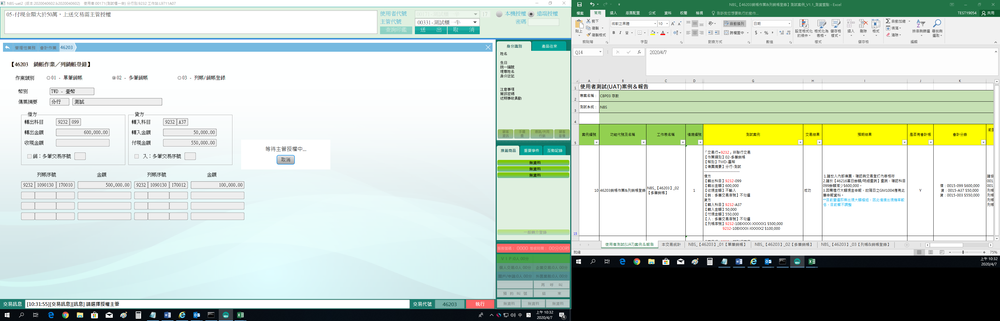 NBS-uat2 (版本:2020040602.b2020040602) 使用者:00171(測試櫃一辛) 分行別:9232 工作站:L9711A07
05-付現金額大於50萬，上送交易需主管授權
使用者代號 00171-測試櫃一辛 17 本機授權 遠端授權
主管代號 00331-測試櫃一牛 密碼
查詢印鑑 送 出 取 消
管理性業務 會計作業 46203
【46203 銷帳作業／列銷帳登錄】
作業類別 01 - 單筆銷帳 02 - 多筆銷帳 03 - 列帳/銷帳登錄
幣別 TWD - 臺幣
傳票摘要 分行 測試
借方 貸方
轉出科目 9232 099 轉入科目 9232 A37
轉出金額 600,000.00 轉入金額 50,000.00
收現金額 付現金額 550,000.00
銷：多筆交易序號 入：多筆交易序號
等待主管授權中...
取消
列帳序號 金額 列帳序號 金額
9232 1090130 170010 500,000.00 9232 1090130 170012 100,000.00
身分識別 產品往來
姓名
生日
統一編號
理專姓名
身分註記
注意事項
簡訊密碼
近期事故異動
顧客資訊 手續費 通路/共同行銷 顧客影像
推薦商品 重要事件 互動記錄
無資料
無資料
無資料
一般轉介登錄
服務號碼： 0000 等候時間： 00分00秒
ＶＩＰ:0人 00分
個人交易:0人 00分 企業交易:0人 00分
開戶/申請:0人 00分 外匯業務:0人 00分
再 呼 叫
預 約 叫 號 結 束
無資料 無資料 無資料
交易訊息 [10:31:55][交易訊息][訊息] 請選擇授權主管 交易代號 46203 執行
上午 10:32
2020/4/7
中
4
NBS_【46203銷帳作業&列銷帳登錄】測試案例_V1.1_測資盤點 - Excel
檔案 常用 插入 版面配置 公式 資料 校閱 檢視 告訴我您想要執行的動作... TEST19054 共用
貼上 剪下 複製 複製格式 剪貼簿
微軟正黑體 10 B I U 字型
自動換列 跨欄置中 對齊方式
日期 $ % 數值
設定格式化的條件 格式化為表格 儲存格樣式 樣式
插入 刪除 格式 儲存格
自動加總 填滿 清除 排序與篩選 尋找與選取 編輯
Q14 fx 2020/4/7
A B C D G H I J K
1 使用者測試(UAT)案例＆報告
2 專案名稱： CBP03 存款
3 測試系統： NBS
4
5 案例編號 功能代號及名稱 工作表名稱 情境編號 測試案例 交易結果 預期結果 是否有會計帳 會計分錄
15 10 46203銷帳作業&列銷帳登錄 NBS_【46203】_02【多筆銷帳】 1
「交易行=9232」非聯行交易
【作業類別】02-多筆銷帳
【幣別】TWD-臺幣
【傳票摘要】分行-測試
------------------------
借方
【轉出科目】9232-099
【轉出金額】600,000
【收現金額】不輸入
【銷：多筆交易序號】不勾選
貸方
【轉入科目】9232-A37
【轉入金額】50,000
【付現金額】550,000
【入：多筆交易序號】不勾選
【列帳序號】9232-108XXXX-XXXXX1 $500,000
9232-108XXXX-XXXXX2 $100,000
成功
1.請放入內部傳票，確認與交易登打內容相符
2.請於【46216當日餘額/明細查詢】查詢，確認科目
099餘額減少$600,000。
3.因需進行大額現金申報，故隔日之GM1004應有此
筆申報資料。
**目前營運即無出現大額模組，因此情境出現機率較
低，目前暫不調整
Y
借：0015-099 $600,000
貸：0015-A37 $50,000
貸：0015-003 $550,000
使用者測試(UAT)案例＆報告 本交易統計 NBS_【46203】_01【單筆銷帳】 NBS_【46203】_02【多筆銷帳】 NBS_【46203】_03【列帳&銷帳登錄】
就緒 75%
上午 10:32
2020/4/7